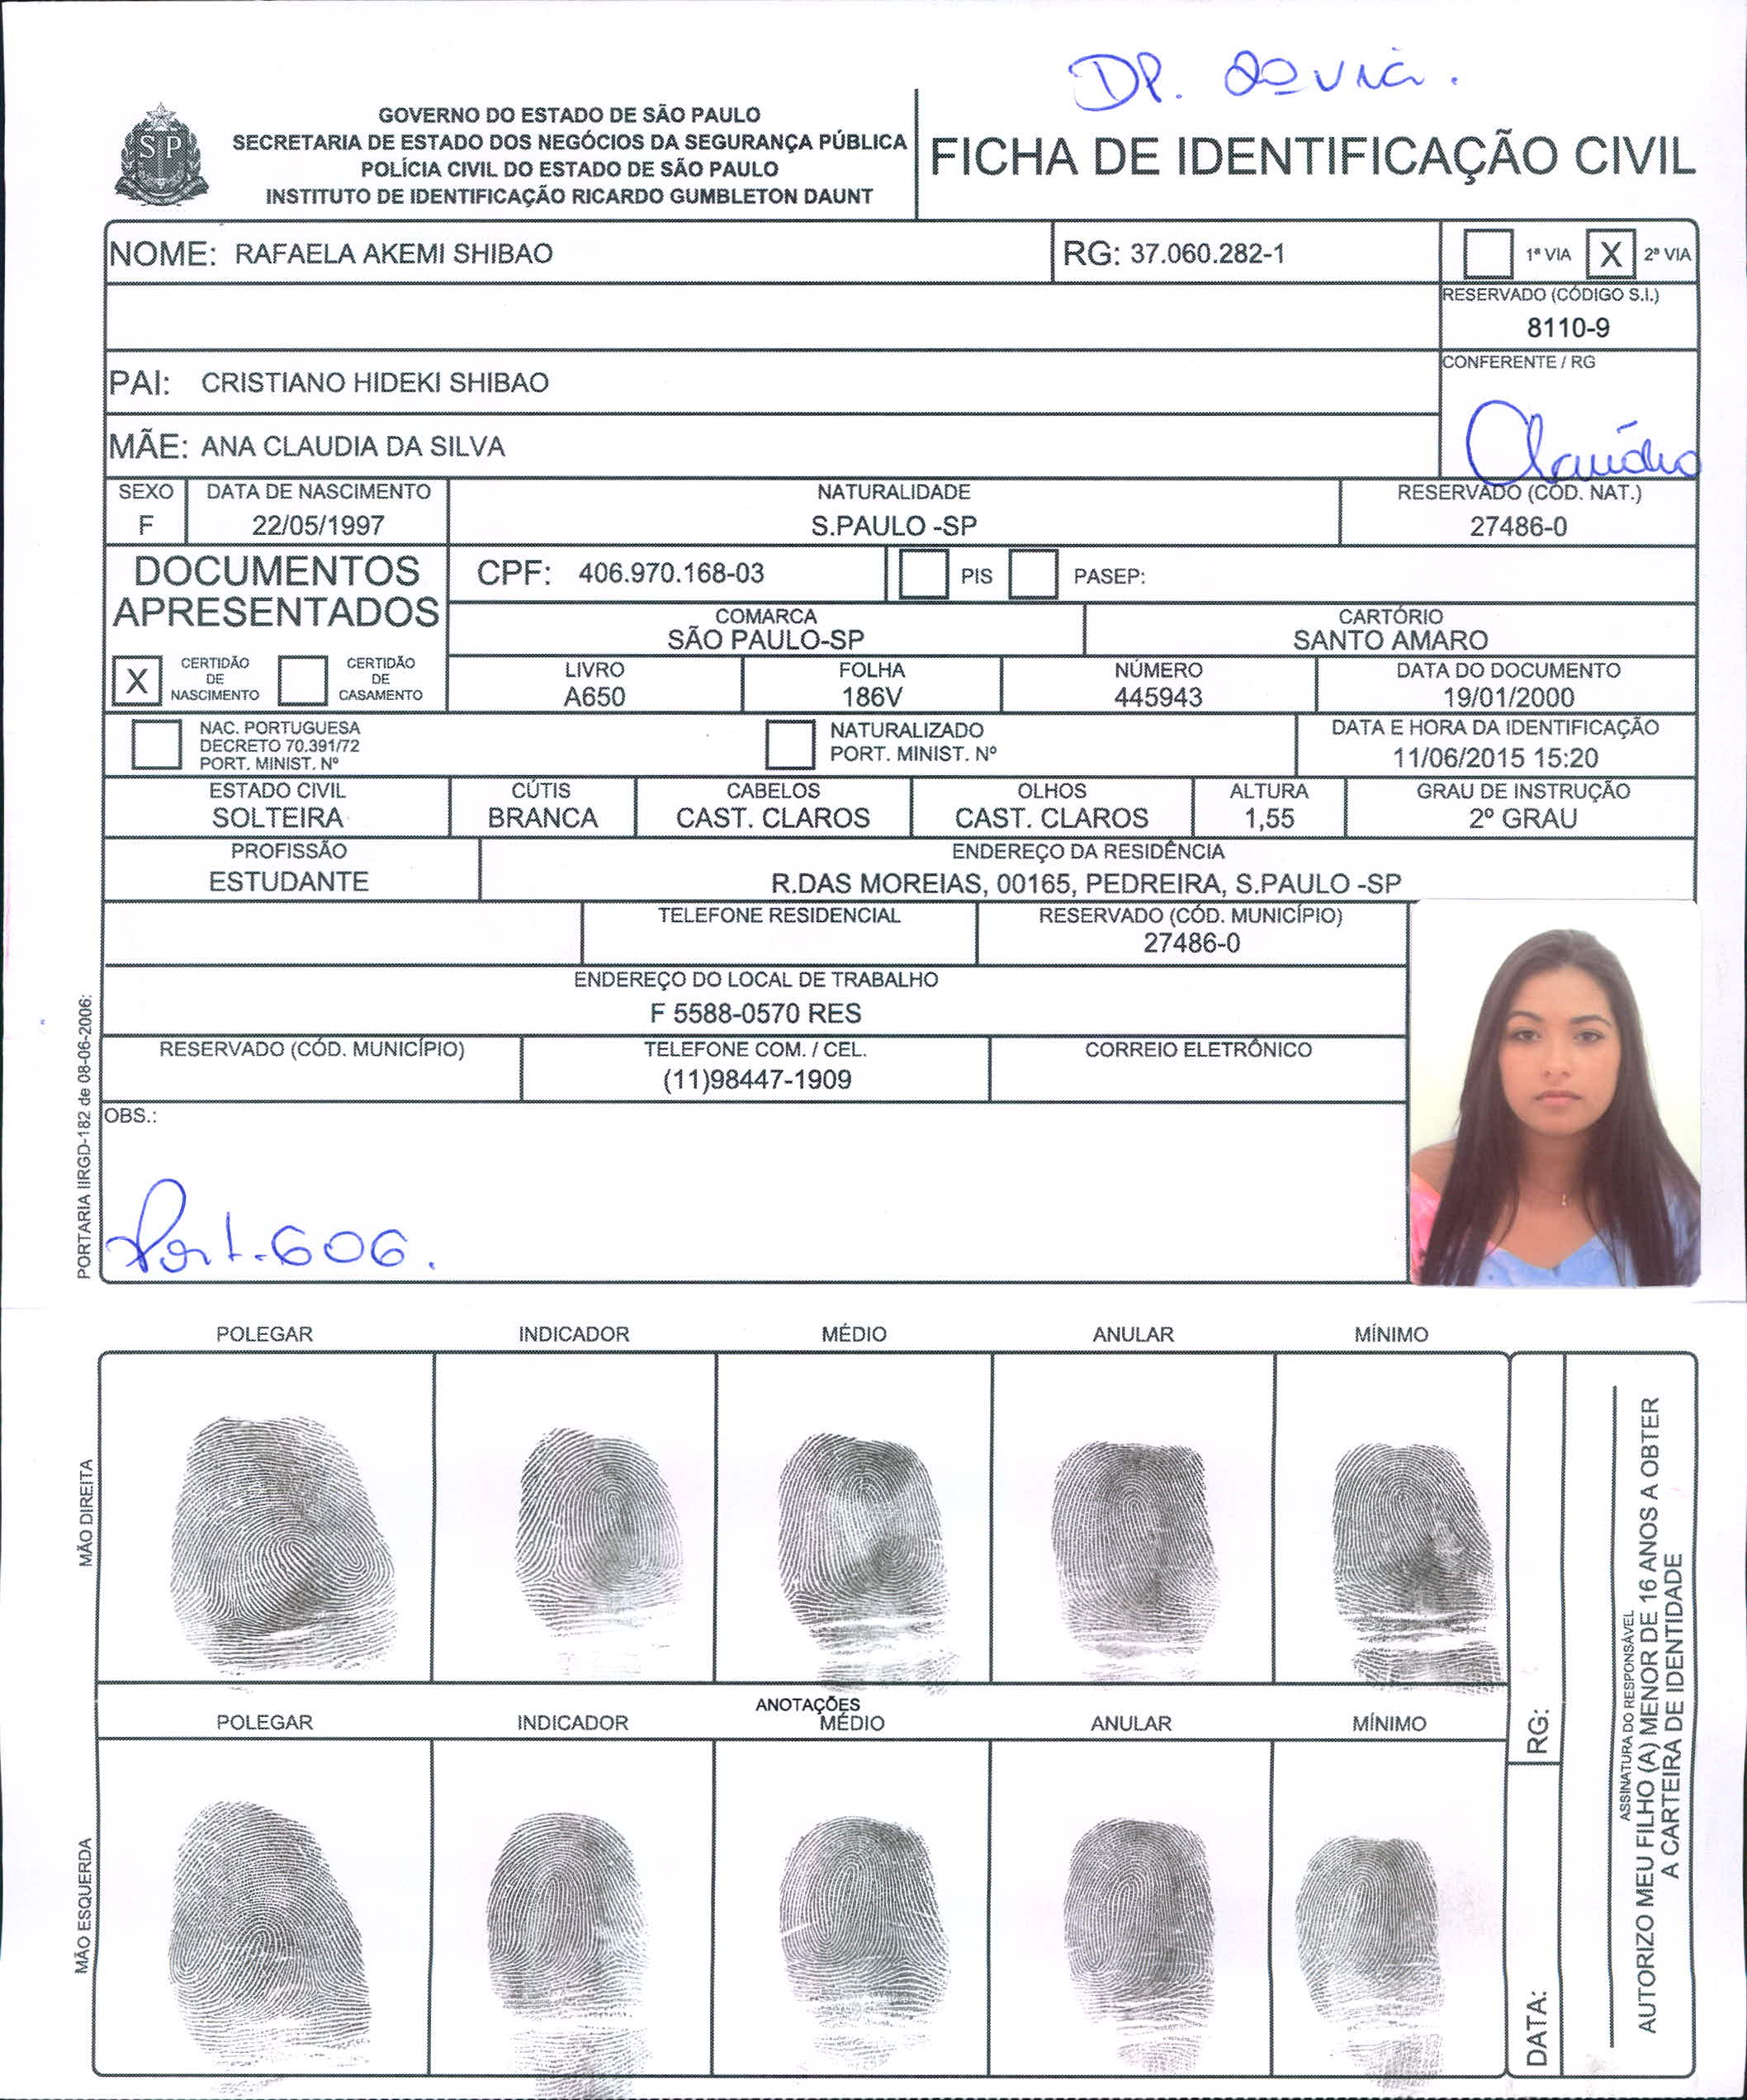 DP. 2º via.
GOVERNO DO ESTADO DE SÃO PAULO
SECRETARIA DE ESTADO DOS NEGÓCIOS DA SEGURANÇA PÚBLICA
POLÍCIA CIVIL DO ESTADO DE SÃO PAULO
INSTITUTO DE IDENTIFICAÇÃO RICARDO GUMBLETON DAUNT
SP
FICHA DE IDENTIFICAÇÃO CIVIL
NOME: RAFAELA AKEMI SHIBAO RG: 37.060.282-1 1ª VIA X 2ª VIA
RESERVADO (CÓDIGO S.I.)
8110-9
PAI: CRISTIANO HIDEKI SHIBAO CONFERENTE / RG
MÃE: ANA CLAUDIA DA SILVA
SEXO DATA DE NASCIMENTO NATURALIDADE RESERVADO (COD. NAT.)
F 22/05/1997 S.PAULO -SP 27486-0
DOCUMENTOS
APRESENTADOS
CPF: 406.970.168-03 PIS PASEP:
COMARCA CARTÓRIO
SÃO PAULO-SP SANTO AMARO
X CERTIDÃO DE NASCIMENTO CERTIDÃO DE CASAMENTO
LIVRO FOLHA NÚMERO DATA DO DOCUMENTO
A650 186V 445943 19/01/2000
NAC. PORTUGUESA
DECRETO 70.391/72
PORT. MINIST. Nº
NATURALIZADO
PORT. MINIST. Nº
DATA E HORA DA IDENTIFICAÇÃO
11/06/2015 15:20
ESTADO CIVIL CÚTIS CABELOS OLHOS ALTURA GRAU DE INSTRUÇÃO
SOLTEIRA BRANCA CAST. CLAROS CAST. CLAROS 1,55 2º GRAU
PROFISSÃO ENDEREÇO DA RESIDÊNCIA
ESTUDANTE R.DAS MOREIAS, 00165, PEDREIRA, S.PAULO -SP
TELEFONE RESIDENCIAL RESERVADO (CÓD. MUNICÍPIO)
27486-0
ENDEREÇO DO LOCAL DE TRABALHO
F 5588-0570 RES
RESERVADO (CÓD. MUNICÍPIO) TELEFONE COM. / CEL. CORREIO ELETRÔNICO
(11)98447-1909
OBS.:
Port. 606.
PORTARIA IIRGD-182 de 08-06-2006:
POLEGAR INDICADOR MÉDIO ANULAR MÍNIMO
MÃO DIREITA
ANOTAÇÕES
POLEGAR INDICADOR MÉDIO ANULAR MÍNIMO
MÃO ESQUERDA
RG:
DATA:
ASSINATURA DO RESPONSÁVEL
AUTORIZO MEU FILHO (A) MENOR DE 16 ANOS A OBTER
A CARTEIRA DE IDENTIDADE